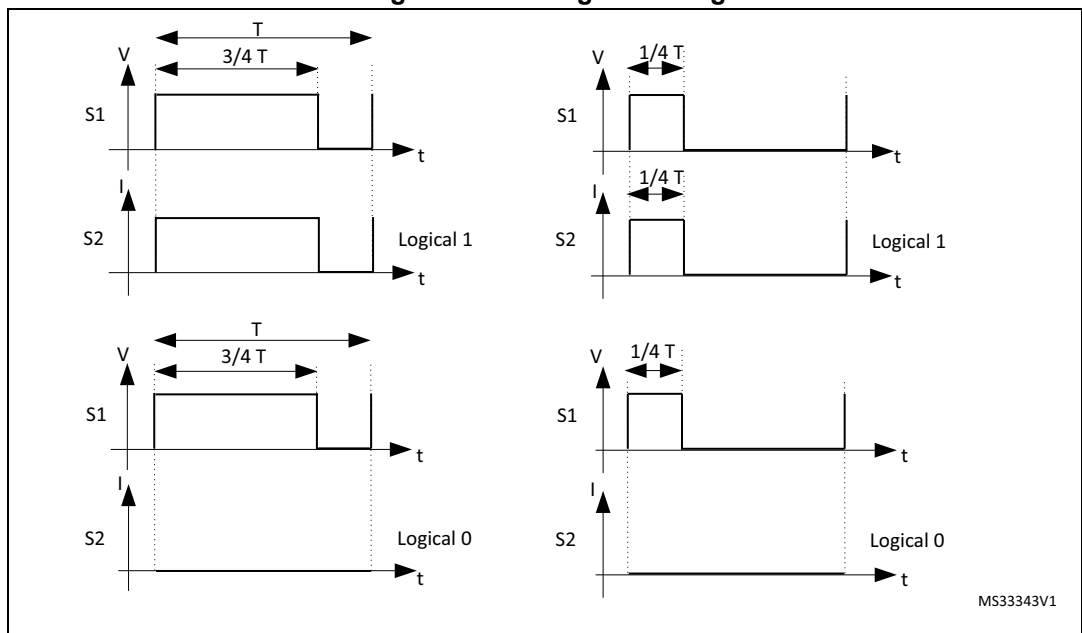 T
3/4 T
V
S1
t
I
S2
Logical 1
t
1/4 T
V
S1
t
1/4 T
I
S2
Logical 1
t
T
3/4 T
V
S1
t
I
S2
Logical 0
t
1/4 T
V
S1
t
I
S2
Logical 0
t
MS33343V1